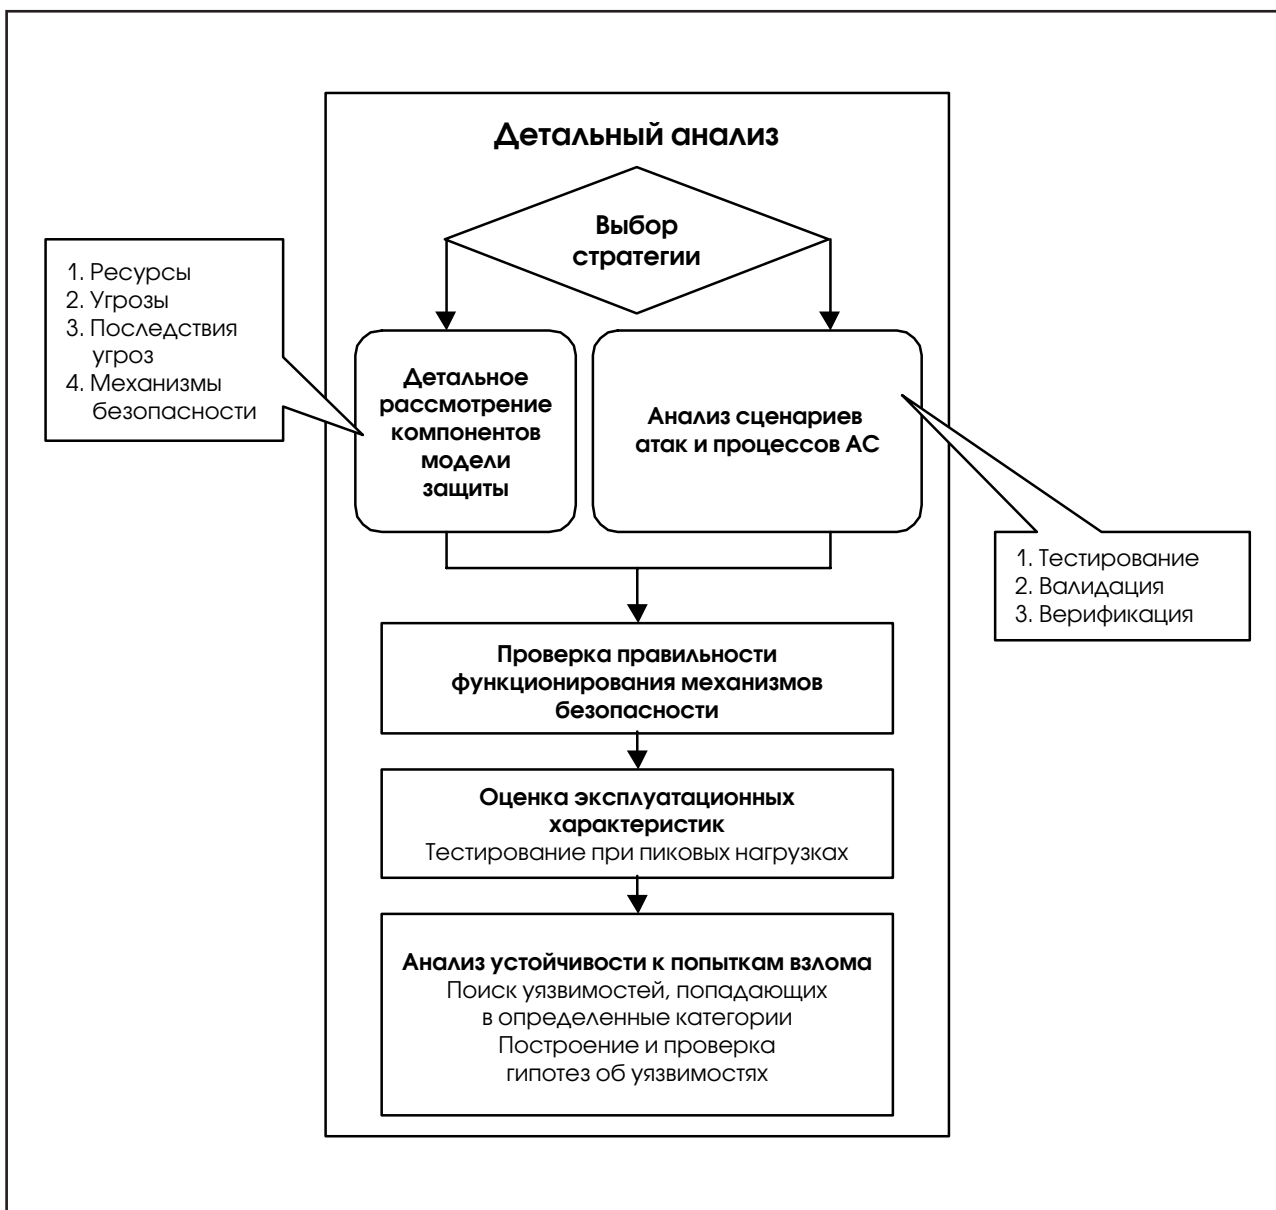 Детальный анализ
Выбор
стратегии
1. Ресурсы
2. Угрозы
3. Последствия
угроз
4. Механизмы
безопасности
Детальное
рассмотрение
компонентов
модели
защиты
Анализ сценариев
атак и процессов АС
1. Тестирование
2. Валидация
3. Верификация
Проверка правильности
функционирования механизмов
безопасности
Оценка эксплуатационных
характеристик
Тестирование при пиковых нагрузках
Анализ устойчивости к попыткам взлома
Поиск уязвимостей, попадающих
в определенные категории
Построение и проверка
гипотез об уязвимостях